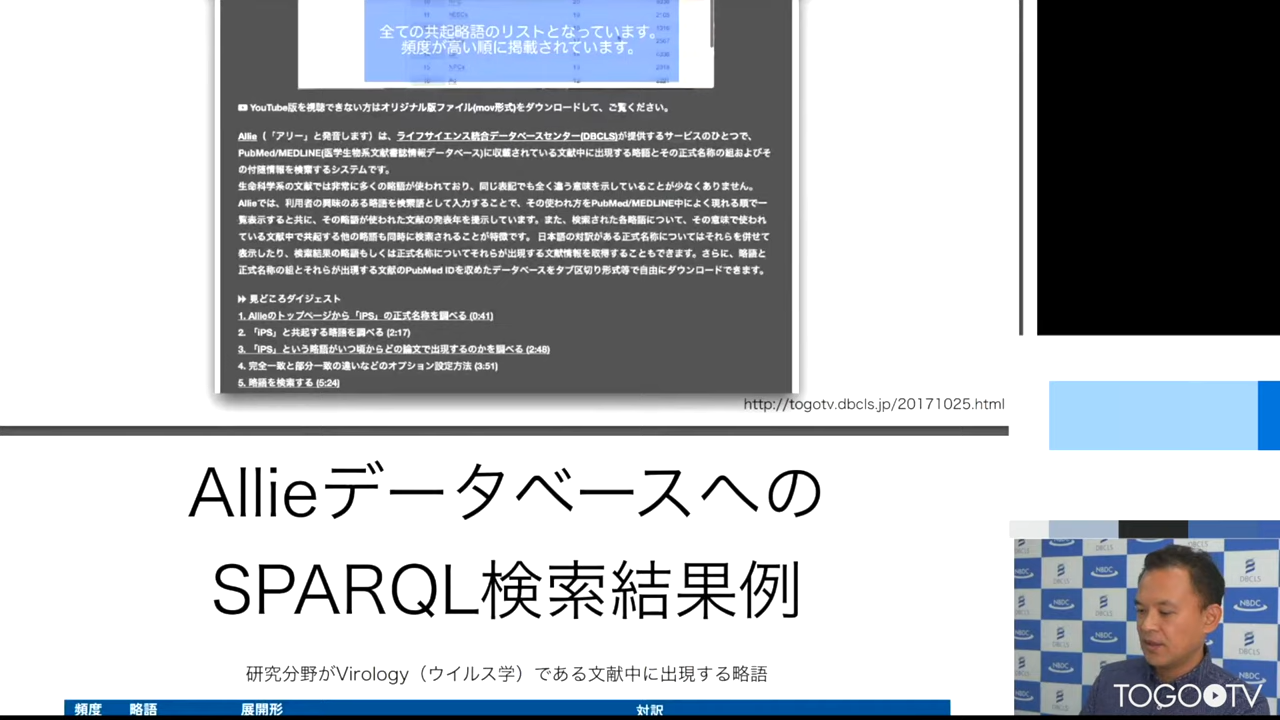 全ての共起略語のリストとなっています。
頻度が高い順に掲載されています。
YouTube版を視聴できない方はオリジナル版ファイル(mov形式)をダウンロードして、ご覧ください。
Allie（「アリー」と発音します）は、ライフサイエンス統合データベースセンター(DBCLS)が提供するサービスのひとつで、
PubMed/MEDLINE(医学生物系文献書誌情報データベース)に収載されている文献中に出現する略語とその正式名称の組およびそ
の付随情報を検索するシステムです。
生命科学系の文献では非常に多くの略語が使われており、同じ表記でも全く違う意味を示していることが少なくありません。
Allieでは、利用者の興味のある略語を検索語として入力することで、その使われ方をPubMed/MEDLINE中によく現れる順で一
覧表示すると共に、その略語が使われた文献の発表年を提示しています。また、検索された各略語について、その意味で使われ
ている文献中で共起する他の略語も同時に検索されることが特徴です。 日本語の対訳がある正式名称についてはそれらを併せて
表示したり、検索結果の略語もしくは正式名称についてそれらが出現する文献情報を取得することもできます。さらに、略語と
正式名称の組とそれらが出現する文献のPubMed IDを収めたデータベースをタブ区切り形式等で自由にダウンロードできます。
見どころダイジェスト
1. Allieのトップページから「iPS」の正式名称を調べる (0:41)
2. 「iPS」と共起する略語を調べる (2:17)
3. 「iPS」という略語がいつ頃からどの論文で出現するのかを調べる (2:48)
4. 完全一致と部分一致の違いなどのオプション設定方法 (3:51)
5. 略語を検索する (5:24)
http://togotv.dbcls.jp/20171025.html
Allieデータベースへの
SPARQL検索結果例
研究分野がVirology（ウイルス学）である文献中に出現する略語
頻度 略語 展開形 対訳
DBCLS
NBDC
TOGOTV